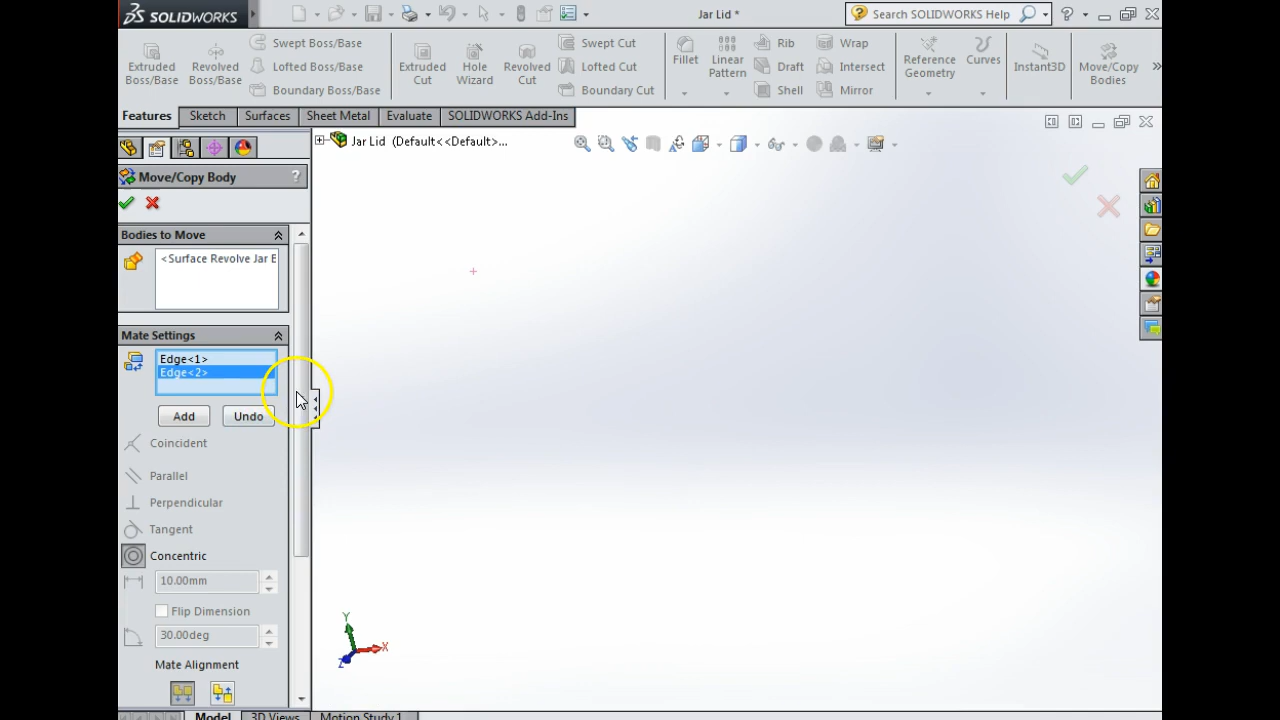 SOLIDWORKS
Jar Lid *
Search SOLIDWORKS Help
Extruded Boss/Base
Revolved Boss/Base
Swept Boss/Base
Lofted Boss/Base
Boundary Boss/Base
Extruded Cut
Hole Wizard
Revolved Cut
Swept Cut
Lofted Cut
Boundary Cut
Fillet
Linear Pattern
Rib
Draft
Shell
Wrap
Intersect
Mirror
Reference Geometry
Curves
Instant3D
Move/Copy Bodies
Features
Sketch
Surfaces
Sheet Metal
Evaluate
SOLIDWORKS Add-Ins
Jar Lid (Default<<Default>...
Move/Copy Body
?
Bodies to Move
<Surface Revolve Jar E
Mate Settings
Edge<1>
Edge<2>
Add
Undo
Coincident
Parallel
Perpendicular
Tangent
Concentric
10.00mm
Flip Dimension
30.00deg
Mate Alignment
Y
X
Z
Model
3D Views
Motion Study 1